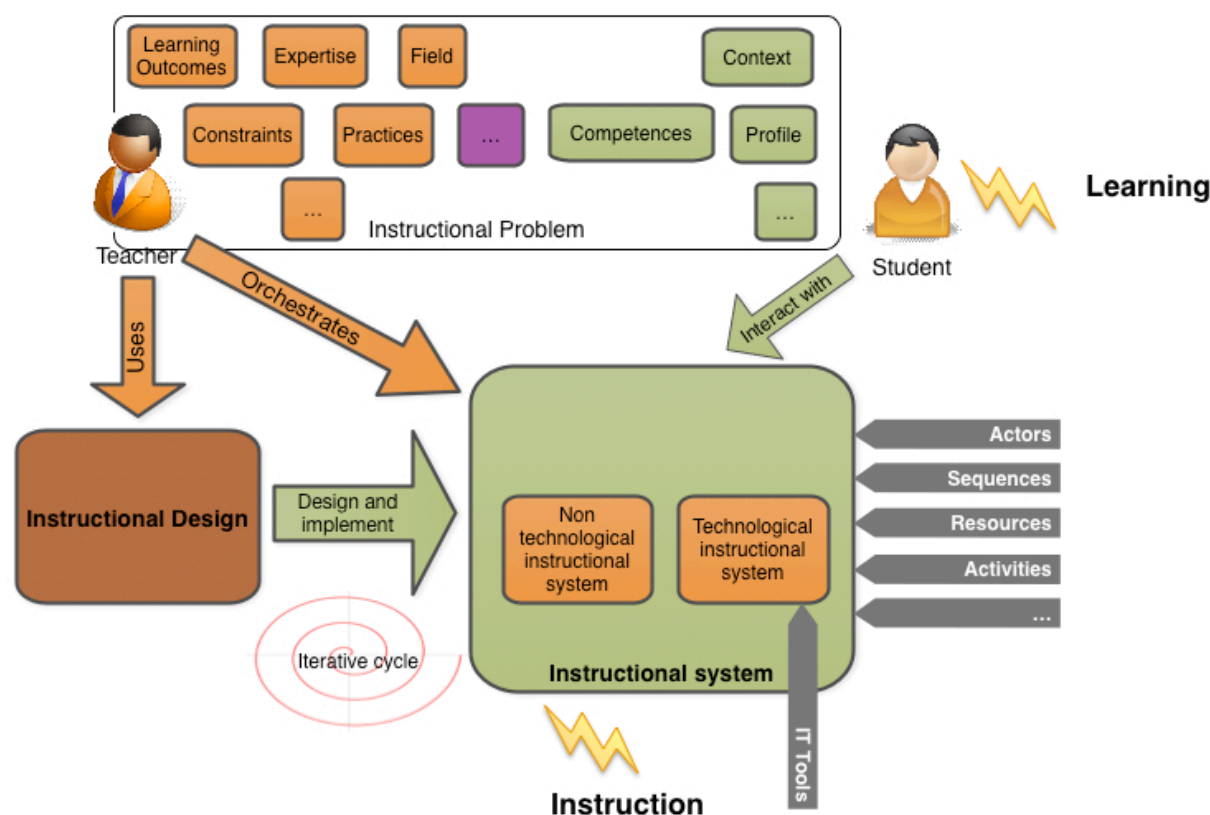 Learning
Outcomes
Expertise
Field
Context
Constraints
Practices
...
Competences
Profile
...
Instructional Problem
...
Teacher
Student
Learning
Orchestrates
Interact with
Uses
Instructional Design
Design and
implement
Iterative cycle
Non
technological
instructional
system
Technological
instructional
system
Instructional system
Actors
Sequences
Resources
Activities
...
IT Tools
Instruction